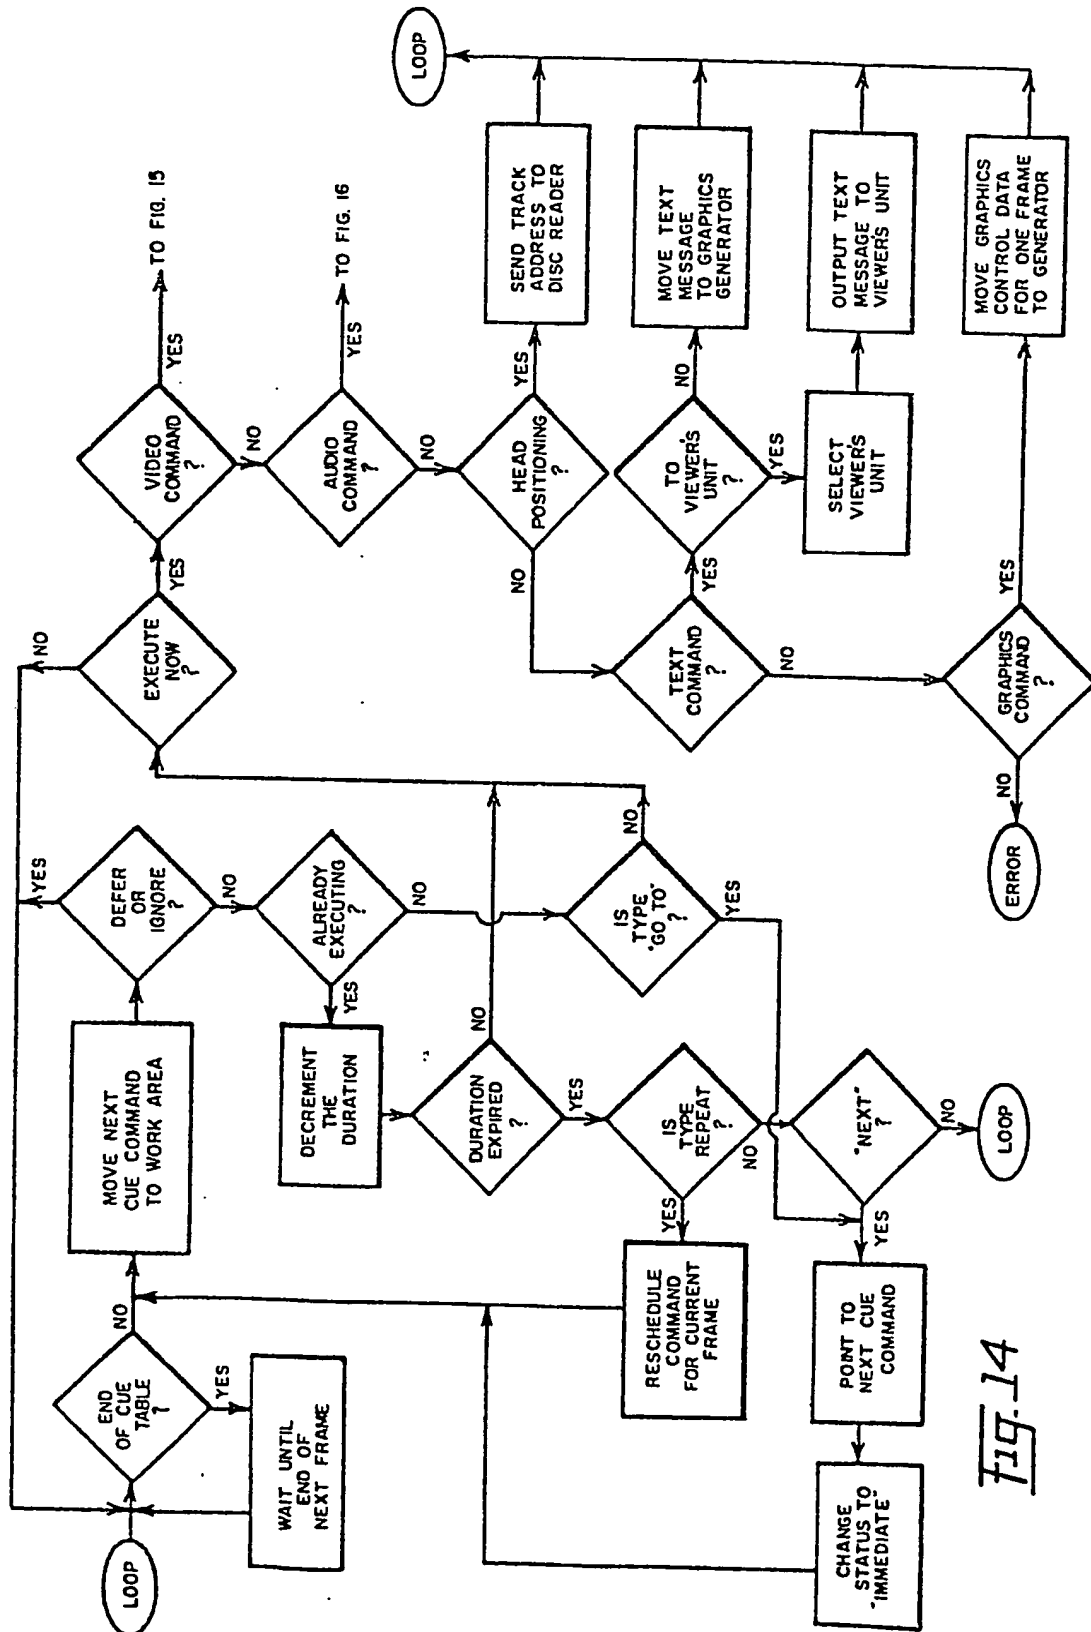 LOOP
END
OF CUE
TABLE
?
NO
YES
WAIT UNTIL
END OF
NEXT FRAME
MOVE NEXT
CUE COMMAND
TO WORK AREA
DEFER
OR
IGNORE
?
YES
NO
ALREADY
EXECUTING
?
YES
NO
DECREMENT
THE
DURATION
DURATION
EXPIRED
?
NO
YES
IS
TYPE
REPEAT
?
YES
NO
RESCHEDULE
COMMAND
FOR CURRENT
FRAME
IS
TYPE
"GO TO"
?
NO
YES
"NEXT"
?
YES
NO
LOOP
POINT TO
NEXT CUE
COMMAND
CHANGE
STATUS TO
"IMMEDIATE"
EXECUTE
NOW
?
NO
YES
VIDEO
COMMAND
?
YES
TO FIG. 15
NO
AUDIO
COMMAND
?
YES
TO FIG. 16
NO
HEAD
POSITIONING
?
YES
NO
SEND TRACK
ADDRESS TO
DISC READER
TEXT
COMMAND
?
YES
NO
TO
VIEWER'S
UNIT
?
NO
YES
MOVE TEXT
MESSAGE
TO GRAPHICS
GENERATOR
SELECT
VIEWER'S
UNIT
OUTPUT TEXT
MESSAGE TO
VIEWER'S UNIT
GRAPHICS
COMMAND
?
YES
NO
ERROR
MOVE GRAPHICS
CONTROL DATA
FOR ONE FRAME
TO GENERATOR
LOOP
Fig. 14